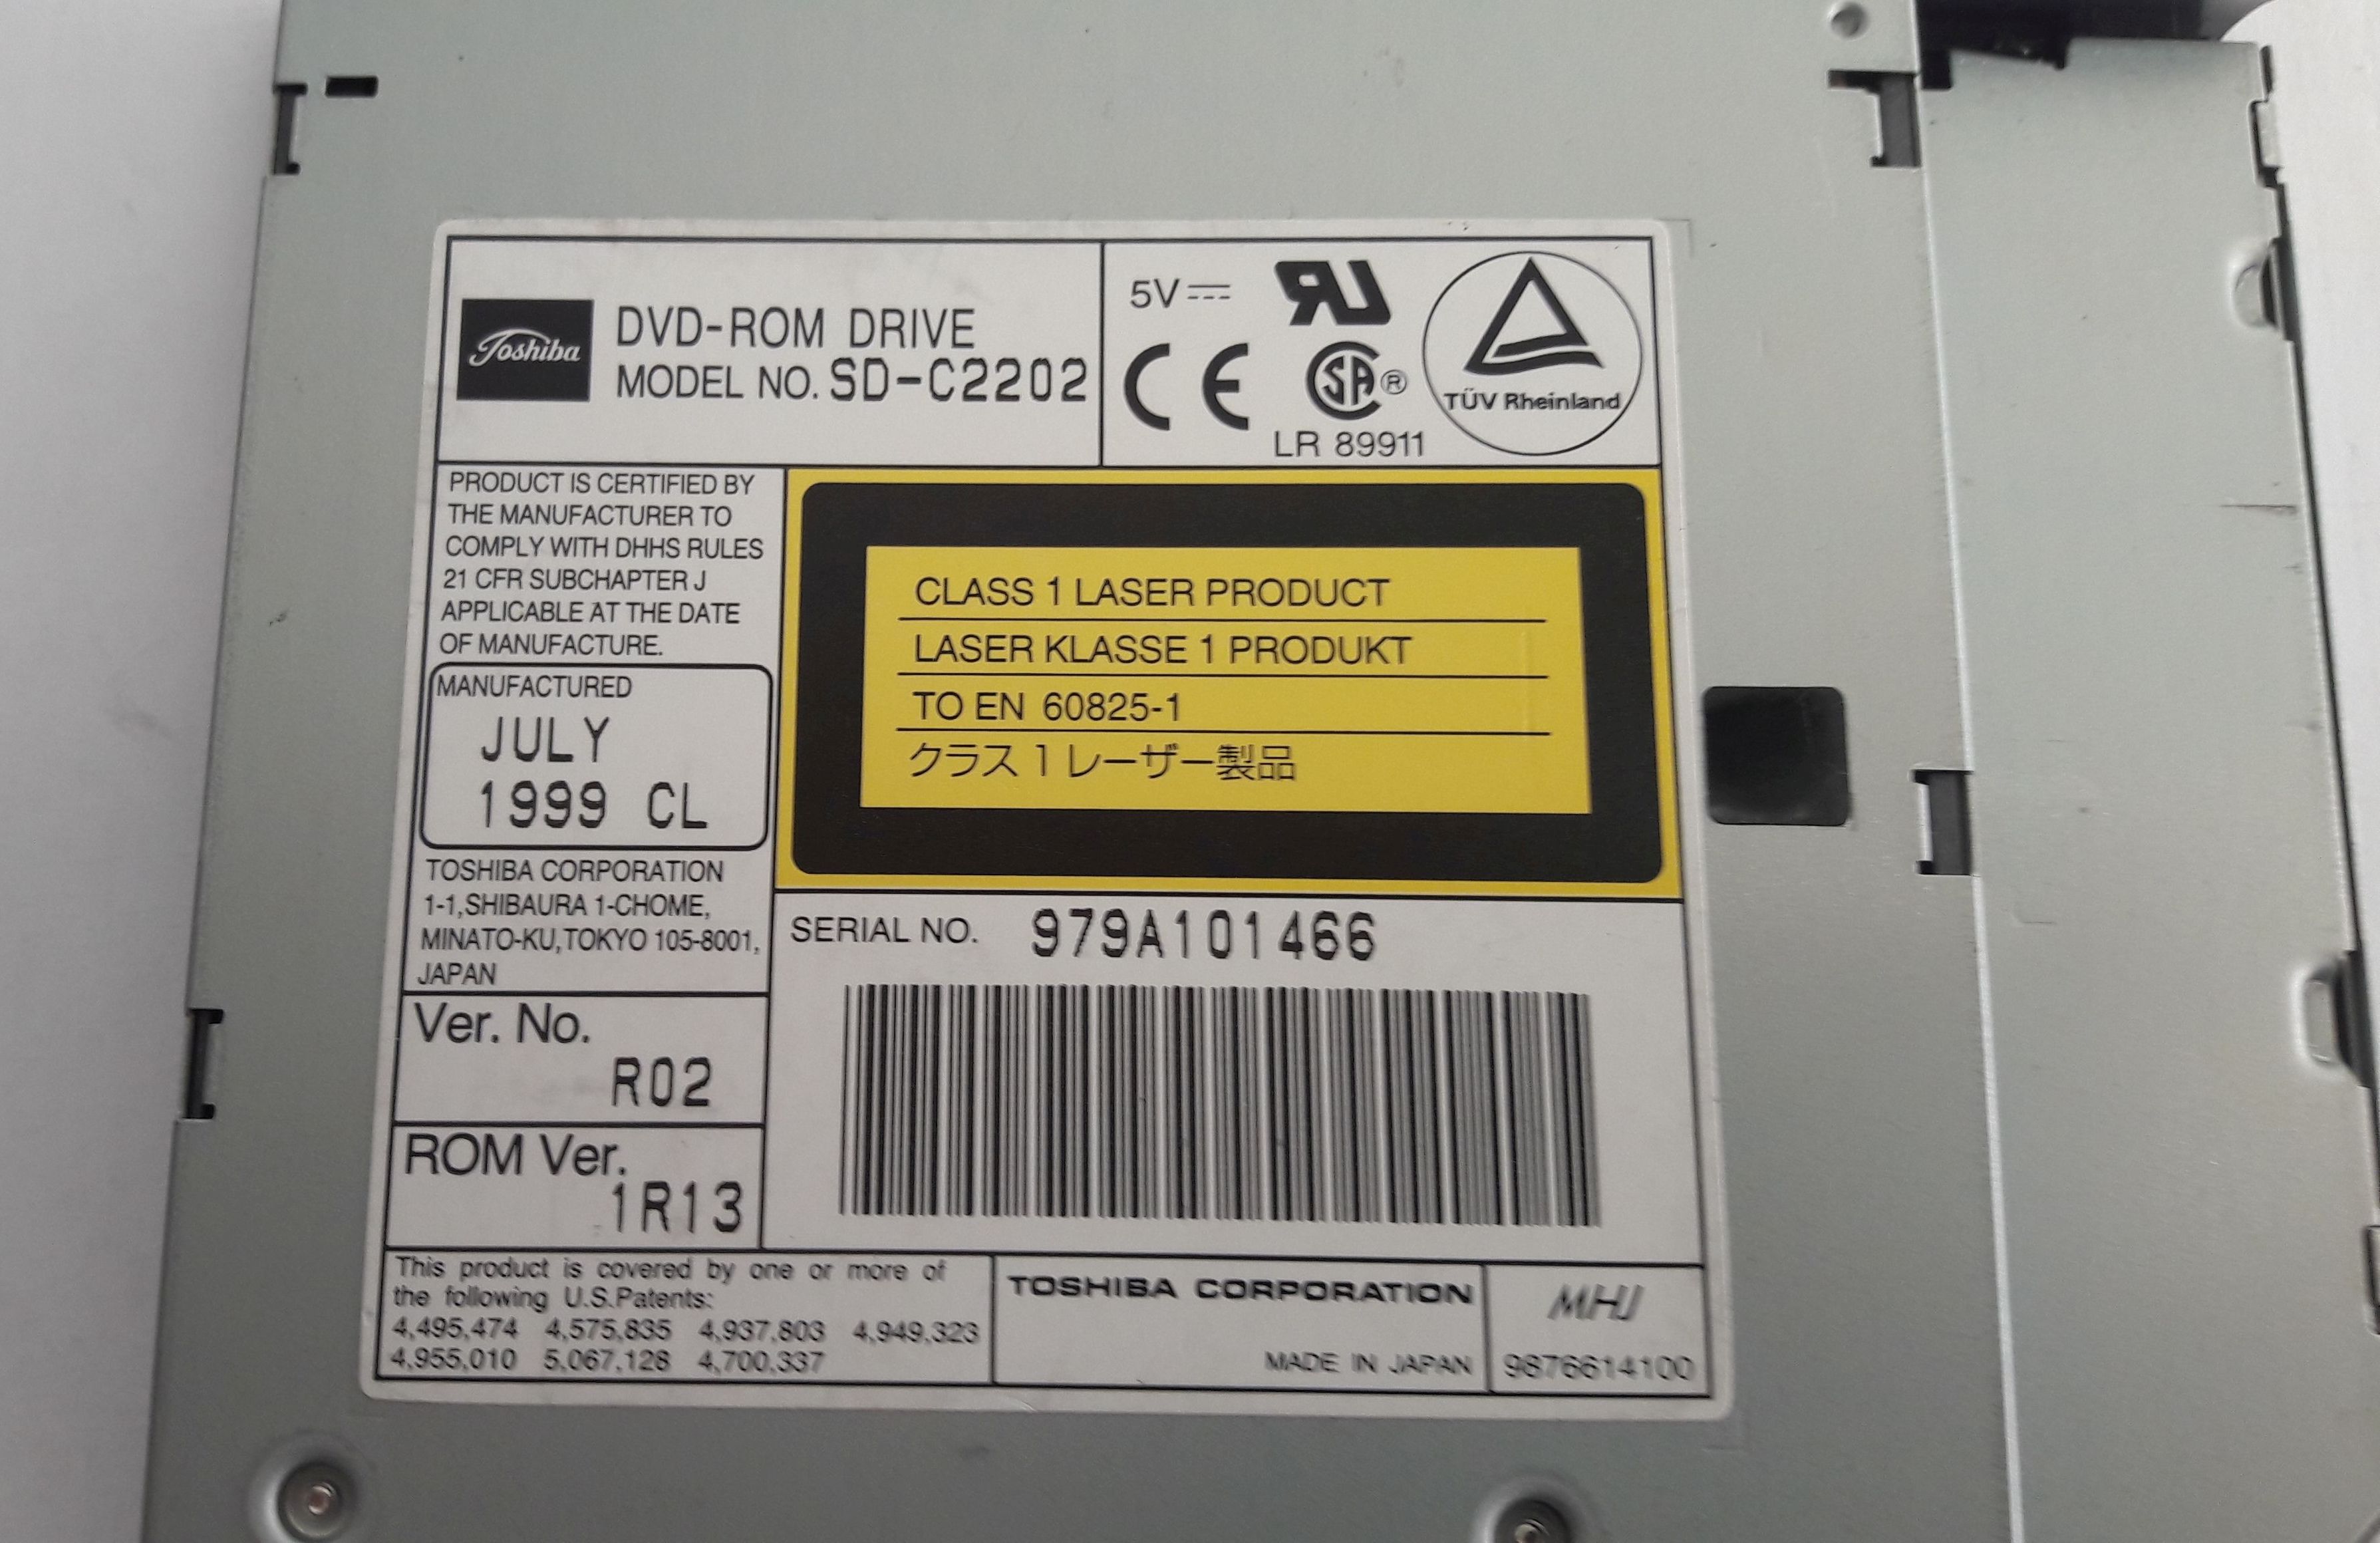 Toshiba
DVD-ROM DRIVE
MODEL NO. SD-C2202
5V
CE
SA®
LR 89911
TÜV Rheinland
PRODUCT IS CERTIFIED BY
THE MANUFACTURER TO
COMPLY WITH DHHS RULES
21 CFR SUBCHAPTER J
APPLICABLE AT THE DATE
OF MANUFACTURE.
MANUFACTURED
JULY
1999 CL
TOSHIBA CORPORATION
1-1,SHIBAURA 1-CHOME,
MINATO-KU,TOKYO 105-8001,
JAPAN
Ver. No.
R02
ROM Ver.
1R13
CLASS 1 LASER PRODUCT
LASER KLASSE 1 PRODUKT
TO EN 60825-1
クラス1レーザー製品
SERIAL NO. 979A101466
This product is covered by one or more of
the following U.S.Patents:
4,495,474 4,575,835 4,937,803 4,949,323
4,955,010 5,067,128 4,700,337
TOSHIBA CORPORATION
MADE IN JAPAN
MHJ
9876614100